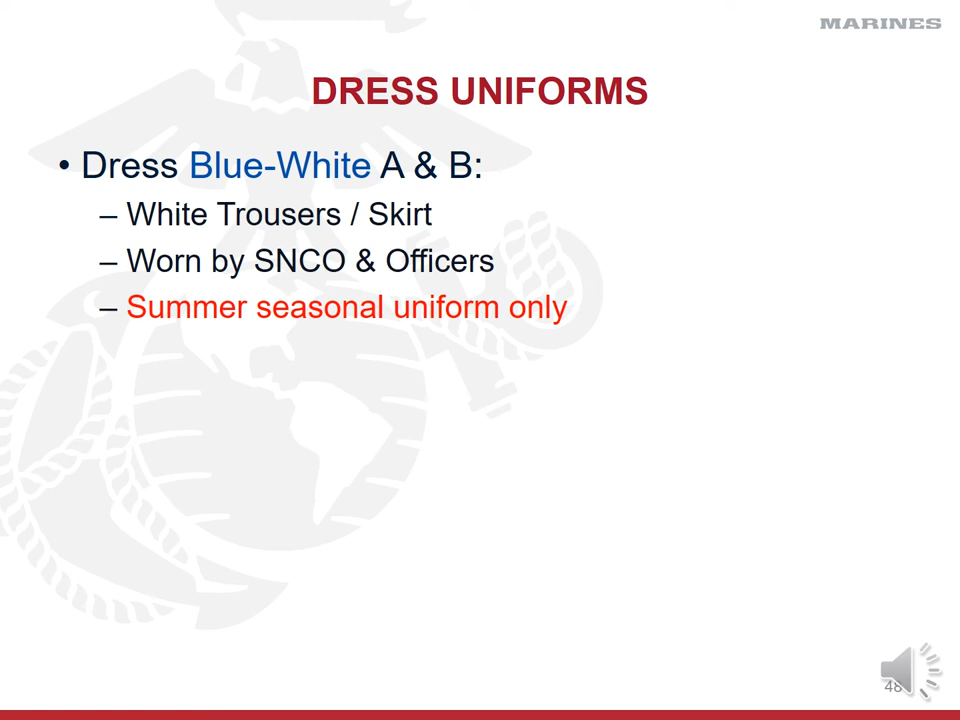 MARINES
DRESS UNIFORMS
• Dress Blue-White A & B:
– White Trousers / Skirt
– Worn by SNCO & Officers
– Summer seasonal uniform only
48